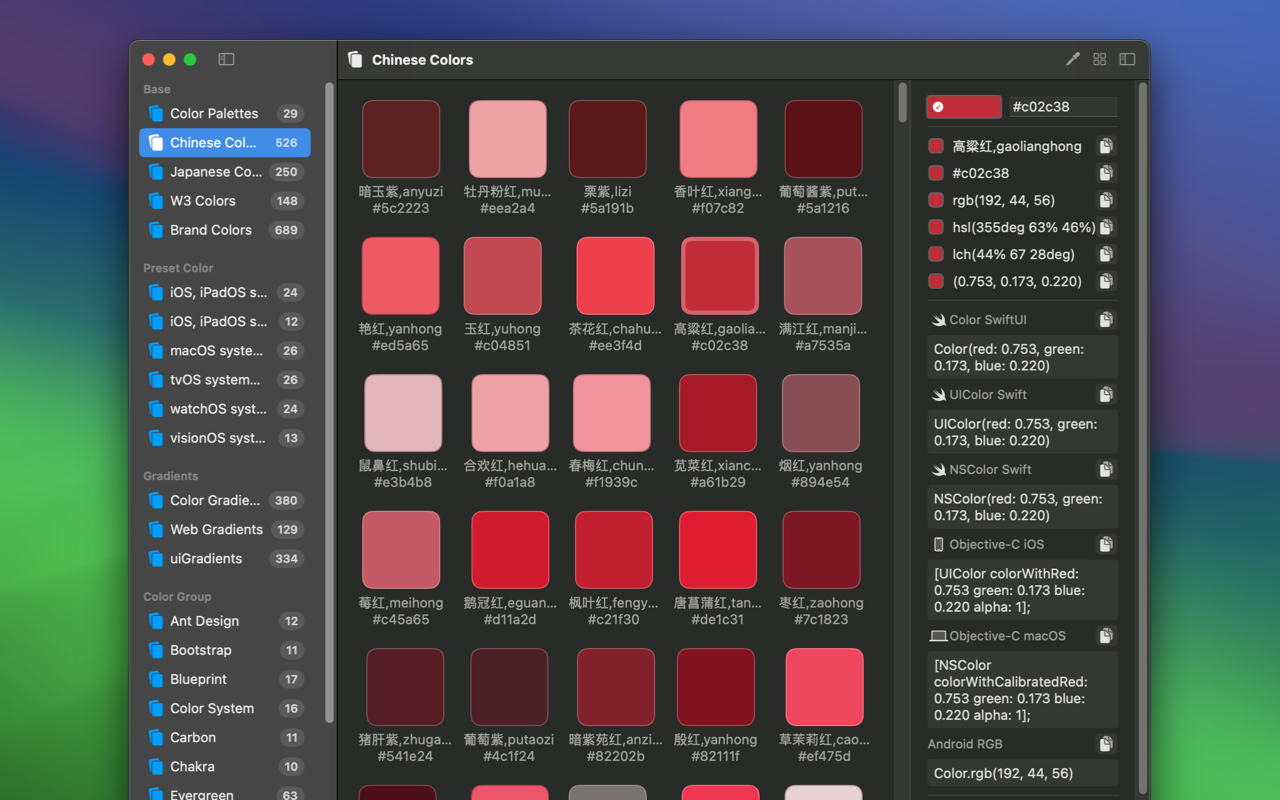 Base
Color Palettes 29
Chinese Col... 526
Japanese Co... 250
W3 Colors 148
Brand Colors 689
Preset Color
iOS, iPadOS s... 24
iOS, iPadOS s... 12
macOS syste... 26
tvOS system... 26
watchOS syst... 24
visionOS syst... 13
Gradients
Color Gradie... 380
Web Gradients 129
uiGradients 334
Color Group
Ant Design 12
Bootstrap 11
Blueprint 17
Color System 16
Carbon 11
Chakra 10
Evergreen 63
Chinese Colors
暗玉紫,anyuzi 牡丹粉红,mu... 栗紫,lizi 香叶红,xiang... 葡萄酱紫,put...
#5c2223 #eea2a4 #5a191b #f07c82 #5a1216
艳红,yanhong 玉红,yuhong 茶花红,chahu... 高粱红,gaolia... 满江红,manji...
#ed5a65 #c04851 #ee3f4d #c02c38 #a7535a
鼠鼻红,shubi... 合欢红,hehua... 春梅红,chun... 苋菜红,xianc... 烟红,yanhong
#e3b4b8 #f0a1a8 #f1939c #a61b29 #894e54
莓红,meihong 鹅冠红,eguan... 枫叶红,fengy... 唐菖蒲红,tan... 枣红,zaohong
#c45a65 #d11a2d #c21f30 #de1c31 #7c1823
猪肝紫,zhuga... 葡萄紫,putaozi 暗紫苑红,anzi... 殷红,yanhong 草茉莉红,cao...
#541e24 #4c1f24 #82202b #82111f #ef475d
#c02c38
高粱红,gaolianghong
#c02c38
rgb(192, 44, 56)
hsl(355deg 63% 46%)
lch(44% 67 28deg)
(0.753, 0.173, 0.220)
Color SwiftUI
Color(red: 0.753, green:
0.173, blue: 0.220)
UIColor Swift
UIColor(red: 0.753, green:
0.173, blue: 0.220)
NSColor Swift
NSColor(red: 0.753, green:
0.173, blue: 0.220)
Objective-C iOS
[UIColor colorWithRed:
0.753 green: 0.173 blue:
0.220 alpha: 1];
Objective-C macOS
[NSColor
colorWithCalibratedRed:
0.753 green: 0.173 blue:
0.220 alpha: 1];
Android RGB
Color.rgb(192, 44, 56)